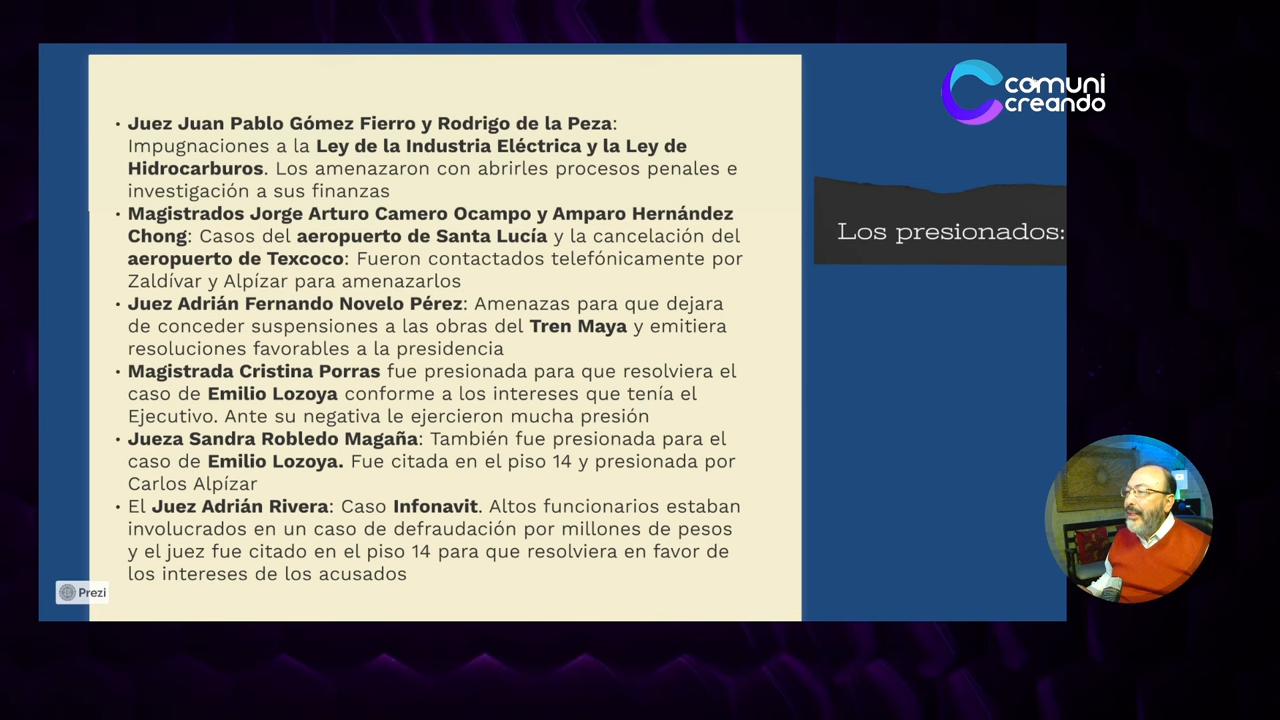 comuni
creando
• Juez Juan Pablo Gómez Fierro y Rodrigo de la Peza:
Impugnaciones a la Ley de la Industria Eléctrica y la Ley de
Hidrocarburos. Los amenazaron con abrirles procesos penales e
investigación a sus finanzas
• Magistrados Jorge Arturo Camero Ocampo y Amparo Hernández
Chong: Casos del aeropuerto de Santa Lucía y la cancelación del
aeropuerto de Texcoco: Fueron contactados telefónicamente por
Zaldívar y Alpízar para amenazarlos
• Juez Adrián Fernando Novelo Pérez: Amenazas para que dejara
de conceder suspensiones a las obras del Tren Maya y emitiera
resoluciones favorables a la presidencia
• Magistrada Cristina Porras fue presionada para que resolviera el
caso de Emilio Lozoya conforme a los intereses que tenía el
Ejecutivo. Ante su negativa le ejercieron mucha presión
• Jueza Sandra Robledo Magaña: También fue presionada para el
caso de Emilio Lozoya. Fue citada en el piso 14 y presionada por
Carlos Alpízar
• El Juez Adrián Rivera: Caso Infonavit. Altos funcionarios estaban
involucrados en un caso de defraudación por millones de pesos
y el juez fue citado en el piso 14 para que resolviera en favor de
los intereses de los acusados
Los presionados:
Prezi